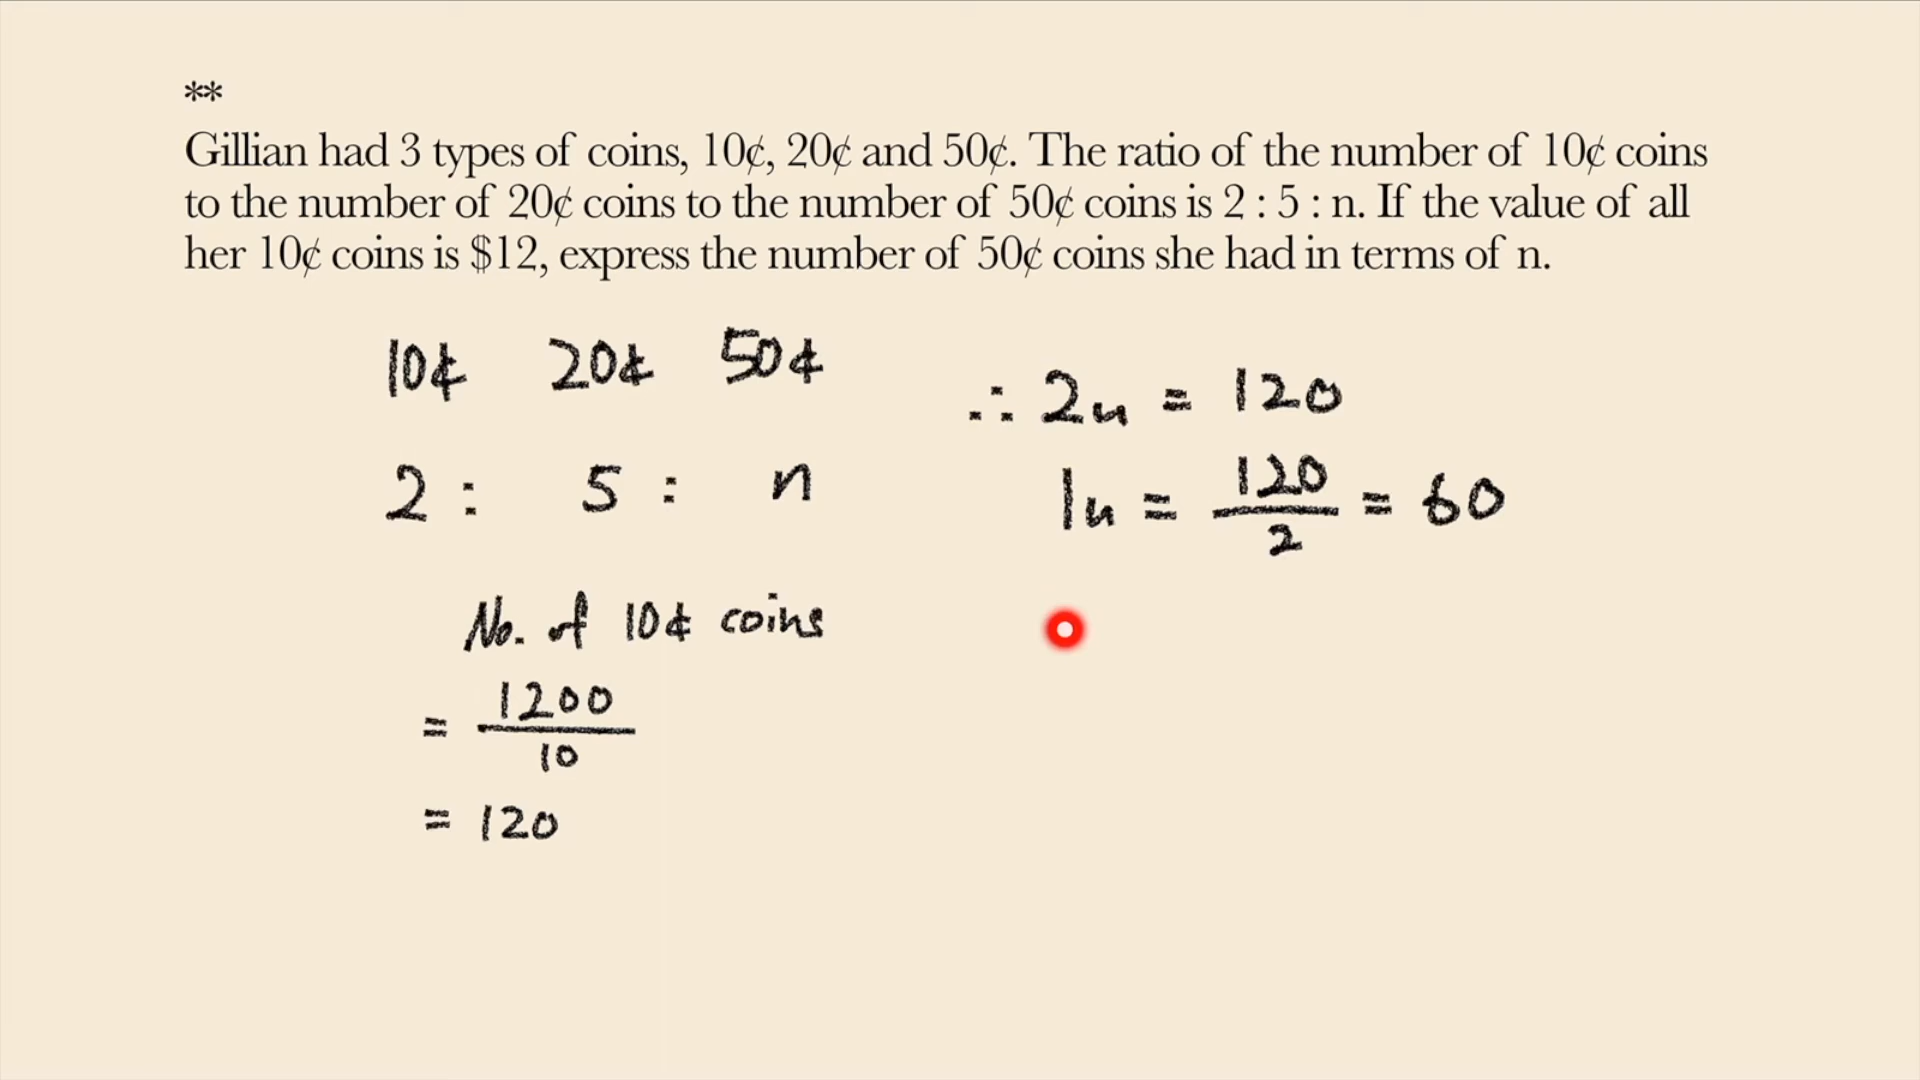 **
Gillian had 3 types of coins, 10¢, 20¢ and 50¢. The ratio of the number of 10¢ coins
to the number of 20¢ coins to the number of 50¢ coins is 2 : 5 : n. If the value of all
her 10¢ coins is $12, express the number of 50¢ coins she had in terms of n.
10¢ 20¢ 50¢
2 : 5 : n
No. of 10¢ coins
= 1200/10
= 120
∴ 2u = 120
1u = 120/2 = 60